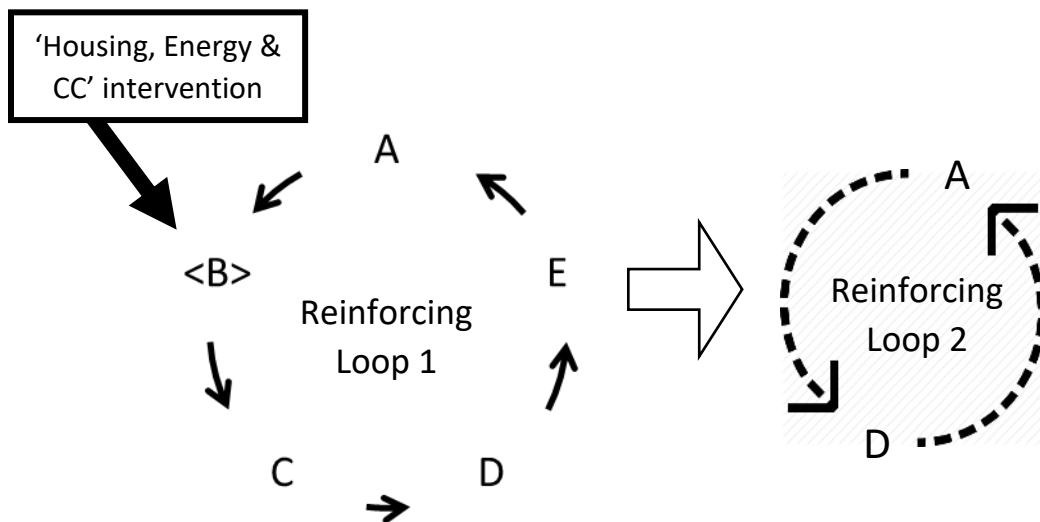 ‘Housing, Energy &
CC’ intervention
A
<B>
E
Reinforcing
Loop 1
C
D
A
Reinforcing
Loop 2
D